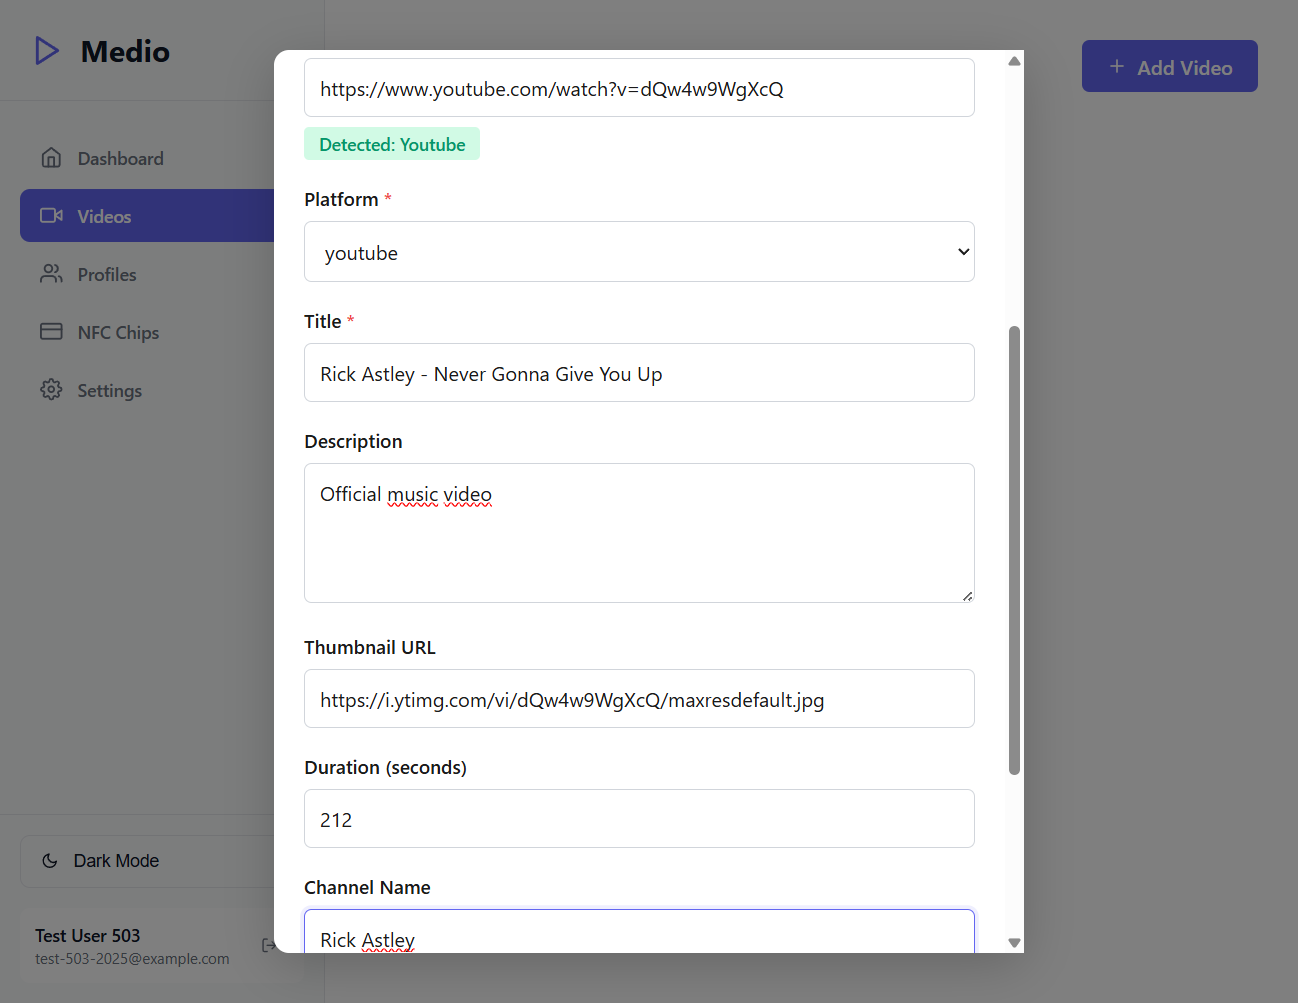 Medio
Add Video
Dashboard
Videos
Profiles
NFC Chips
Settings
Dark Mode
Test User 503
test-503-2025@example.com
https://www.youtube.com/watch?v=dQw4w9WgXcQ
Detected: Youtube
Platform *
youtube
Title *
Rick Astley - Never Gonna Give You Up
Description
Official music video
Thumbnail URL
https://i.ytimg.com/vi/dQw4w9WgXcQ/maxresdefault.jpg
Duration (seconds)
212
Channel Name
Rick Astley